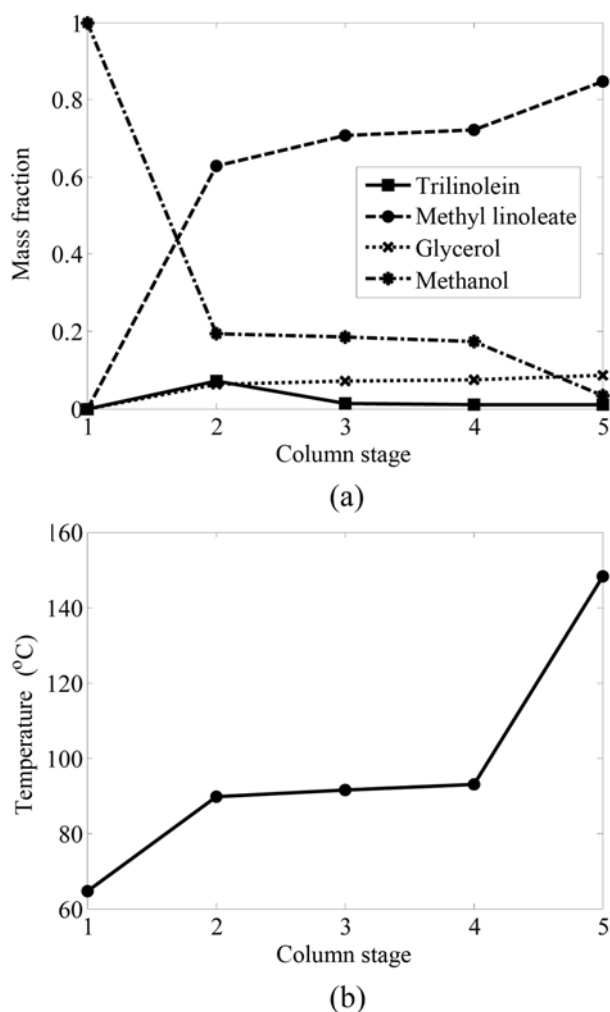 1
0.8
0.6
0.4
0.2
0
Mass fraction
Trilinolein
Methyl linoleate
Glycerol
Methanol
1 2 3 4 5
Column stage
(a)
160
140
120
100
80
60
Temperature (°C)
1 2 3 4 5
Column stage
(b)